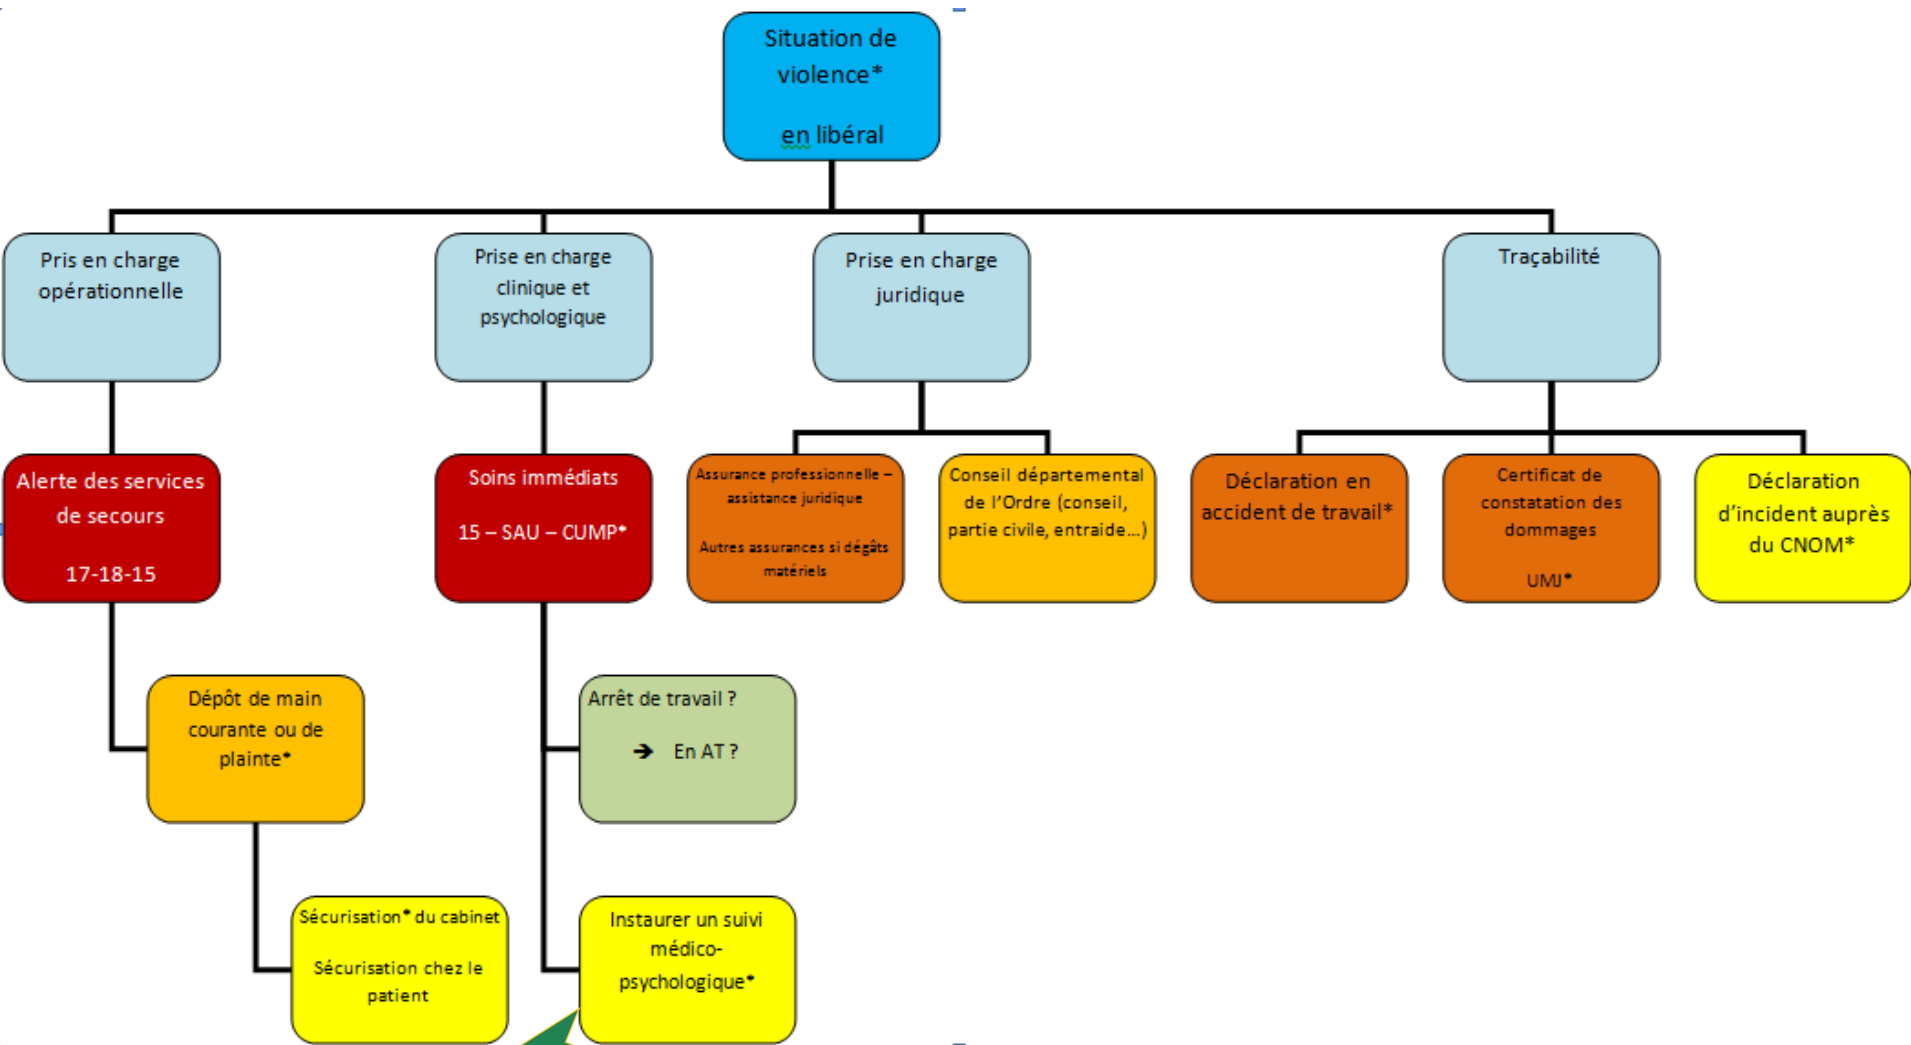 Situation de
violence*
en libéral
Pris en charge
opérationnelle
Prise en charge
clinique et
psychologique
Prise en charge
juridique
Traçabilité
Alerte des services
de secours
17-18-15
Soins immédiats
15 – SAU – CUMP*
Assurance professionnelle –
assistance juridique
Autres assurances si dégâts
matériels
Conseil départemental
de l’Ordre (conseil,
partie civile, entraide…)
Déclaration en
accident de travail*
Certificat de
constatation des
dommages
UMJ*
Déclaration
d’incident auprès
du CNOM*
Dépôt de main
courante ou de
plainte*
Arrêt de travail ?
➔ En AT ?
Sécurisation* du cabinet
Sécurisation chez le
patient
Instaurer un suivi
médico-
psychologique*